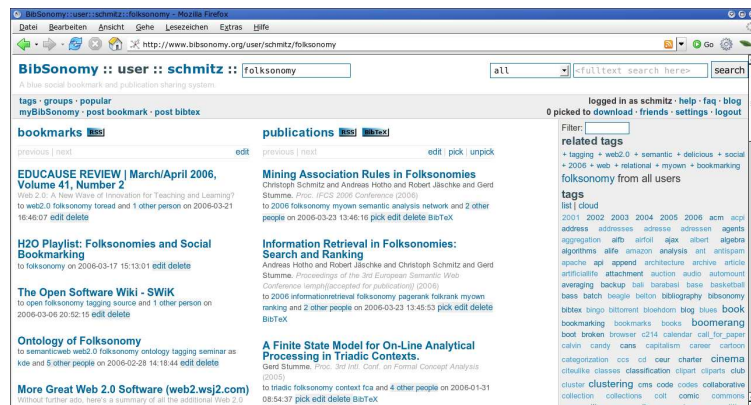 BibSonomy::user::schmitz::folksonomy - Mozilla Firefox
Datei Bearbeiten Ansicht Gehe Lesezeichen Extras Hilfe
http://www.bibsonomy.org/user/schmitz/folksonomy Go
BibSonomy :: user :: schmitz :: folksonomy all <fulltext search here> search
A blue social bookmark and publication sharing system.
tags · groups · popular
myBibSonomy · post bookmark · post bibtex
logged in as schmitz · help · faq · blog
0 picked to download · friends · settings · logout
bookmarks RSS
previous | next edit
EDUCAUSE REVIEW | March/April 2006,
Volume 41, Number 2
Web 2.0: A New Wave of Innovation for Teaching and Learning?
to web2.0 folksonomy toread and 1 other person on 2006-03-21
16:46:07 edit delete
H2O Playlist: Folksonomies and Social
Bookmarking
to folksonomy on 2006-03-17 15:13:01 edit delete
The Open Software Wiki - SWiK
to open folksonomy tagging source and 1 other person on
2006-03-06 20:52:15 edit delete
Ontology of Folksonomy
to semanticweb web2.0 folksonomy ontology tagging seminar as
kde and 5 other people on 2006-02-28 14:18:44 edit delete
More Great Web 2.0 Software (web2.wsj2.com)
Without further ado, here's a summary of all the additional Web 2.0
publications RSS BibTeX
previous | next edit | pick | unpick
Mining Association Rules in Folksonomies
Christoph Schmitz and Andreas Hotho and Robert Jäschke and Gerd
Stumme. Proc. IFCS 2006 Conference (2006)
to 2006 folksonomy myown semantic analysis network and 2 other
people on 2006-03-23 13:46:16 pick edit delete BibTeX
Information Retrieval in Folksonomies:
Search and Ranking
Andreas Hotho and Robert Jäschke and Christoph Schmitz and Gerd
Stumme. Proceedings of the 3rd European Semantic Web
Conference \emph{(accepted for publication)} (2006)
to 2006 informationretrieval folksonomy pagerank folkrank myown
ranking and 2 other people on 2006-03-23 13:45:53 pick edit delete
BibTeX
A Finite State Model for On-Line Analytical
Processing in Triadic Contexts.
Gerd Stumme. Proc. 3rd Intl. Conf. on Formal Concept Analysis
(2005)
to triadic folksonomy context fca and 4 other people on 2006-01-31
08:54:37 pick edit delete BibTeX
Filter:
related tags
+ tagging + web2.0 + semantic + delicious + social
+ 2006 + web + relational + myown + bookmarking
folksonomy from all users
tags
list | cloud
2001 2002 2003 2004 2005 2006 acm acpi
address addresses adresse adressen agents
aggregation aifb airfoil ajax albert algebra
algorithms alife amazon analysis ant antispam
apache api append architecture archive article
artificiallife attachment auction audio automount
averaging backup bali barabasi base basketball
bass batch beagle belton bibliography bibsonomy
bibtex bingo bittorrent bloehdorn blog blues book
bookmarking bookmarks books boomerang
boot broken browser c214 calendar call_for_paper
calvin candy cans capitalism career cartoon
categorization ccs cd ceur charter cinema
citeulike classes classification clipart cliparts club
cluster clustering cms code codes collaborative
collection collections colt comic commons